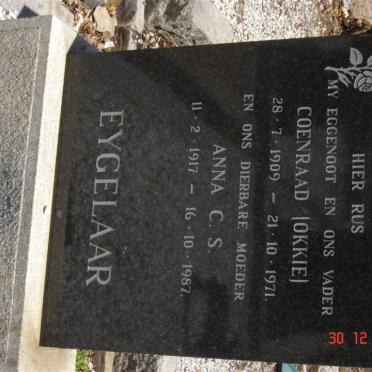 HIER RUS
MY EGGENOOT EN ONS VADER
COENRAAD (OKKIE)
28·7·1909 – 21·10·1971.
EN ONS DIERBARE MOEDER
ANNA C. S.
11·2·1917 – 16·10·1987.
EYGELAAR
30 12